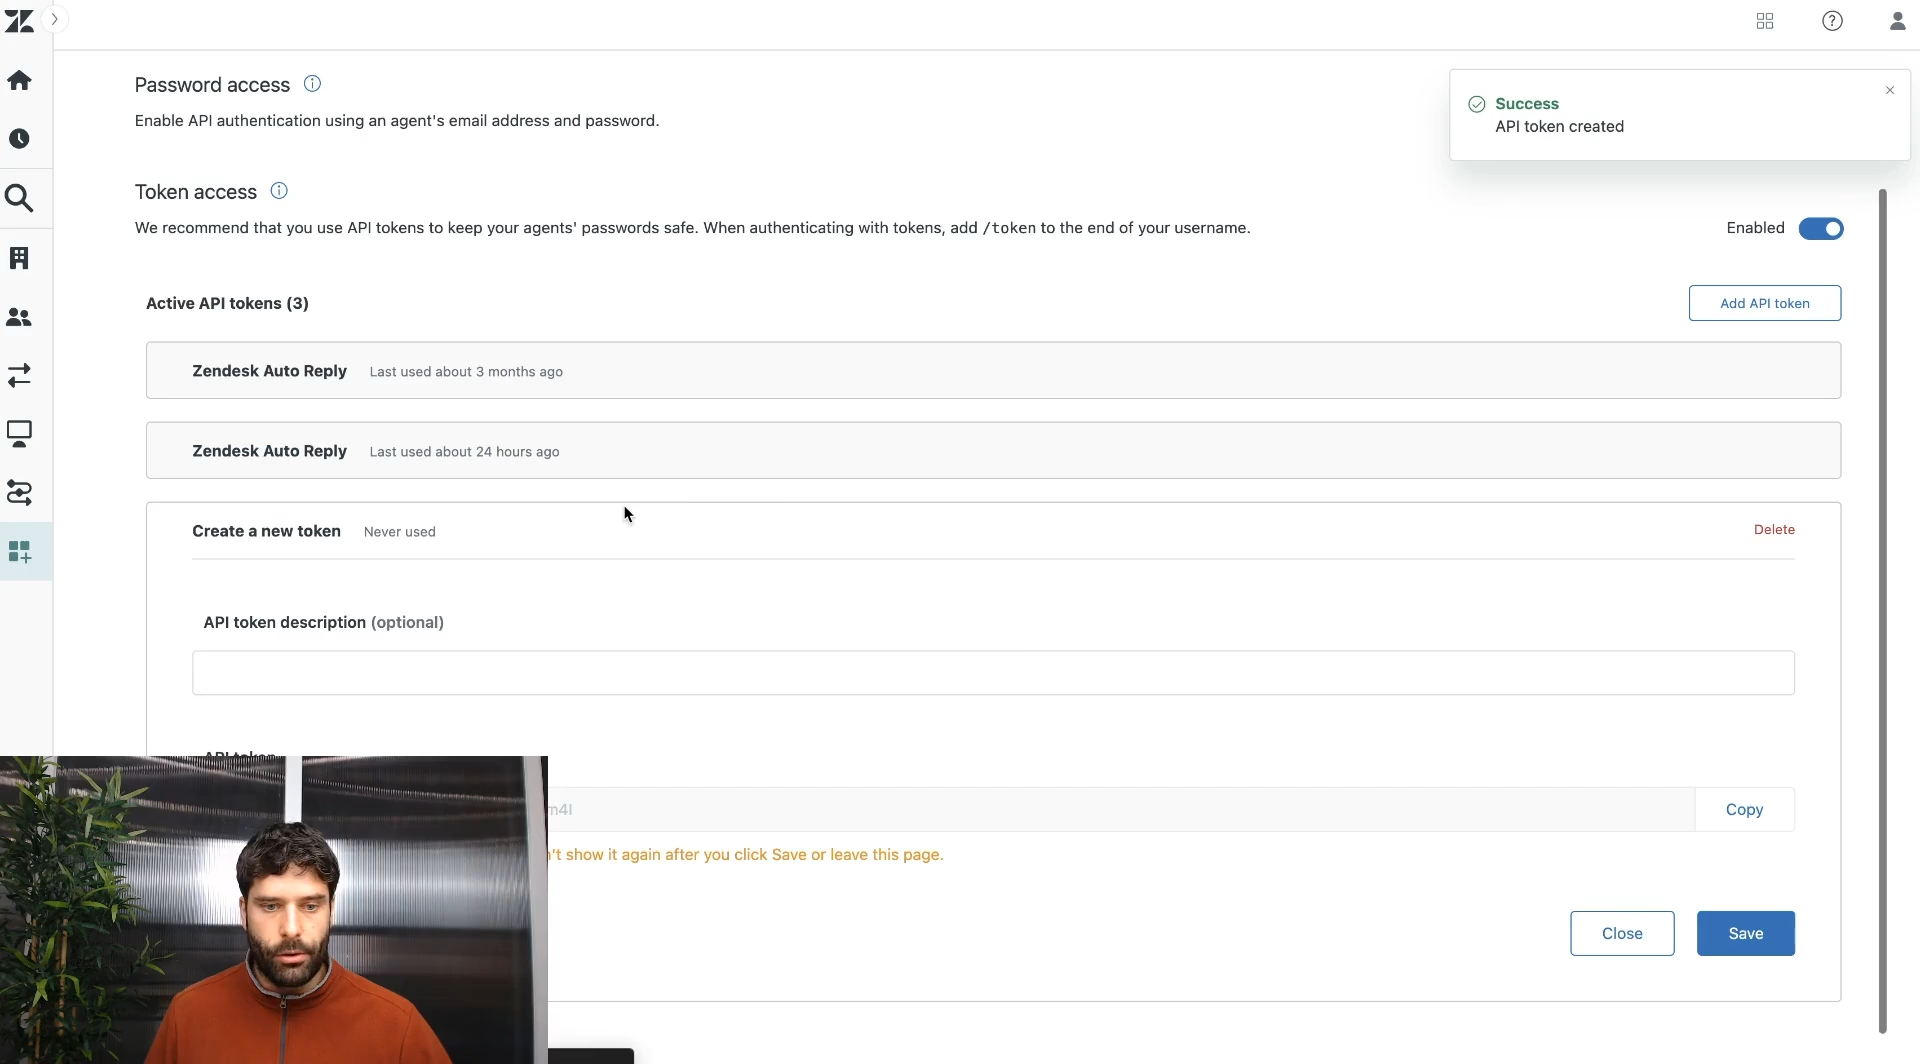 Password access
Enable API authentication using an agent's email address and password.
Success
API token created
Token access
We recommend that you use API tokens to keep your agents' passwords safe. When authenticating with tokens, add /token to the end of your username.
Enabled
Active API tokens (3)
Add API token
Zendesk Auto Reply Last used about 3 months ago
Zendesk Auto Reply Last used about 24 hours ago
Create a new token Never used
Delete
API token description (optional)
API token
m4I
Copy
't show it again after you click Save or leave this page.
Close
Save